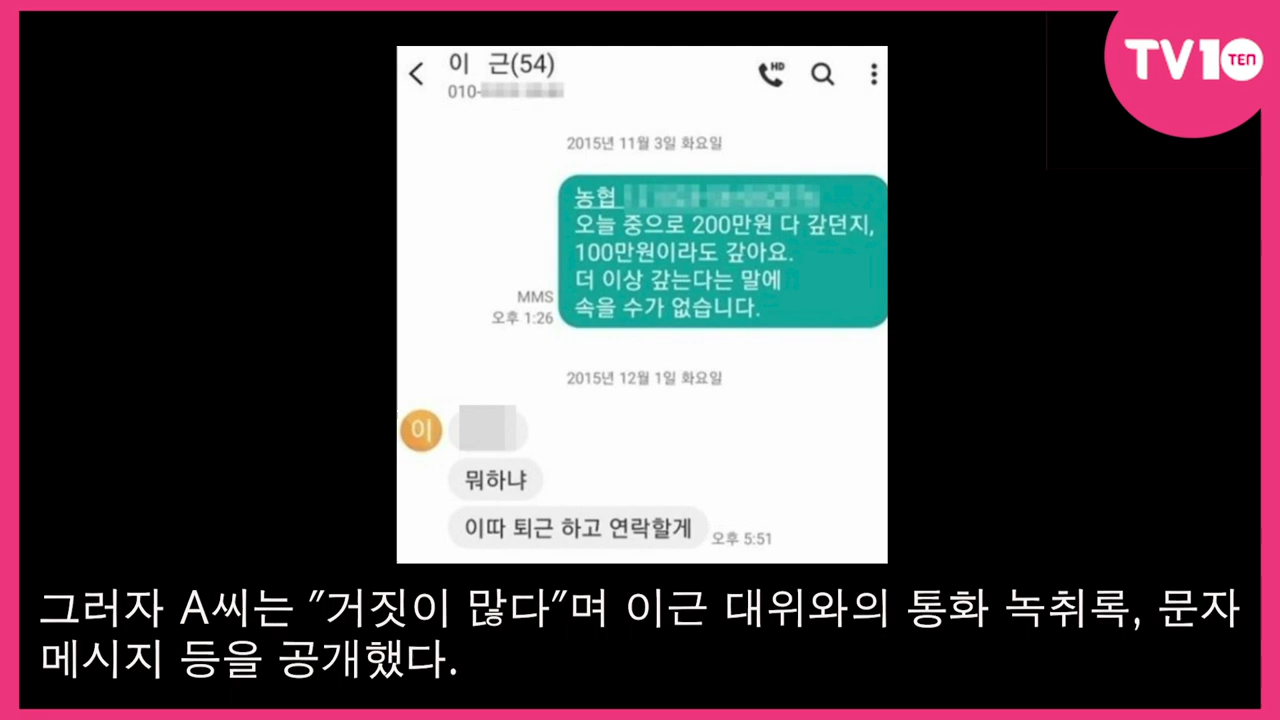 TV10
TEN
이 근(54)
010-
HD
2015년 11월 3일 화요일
농협
오늘 중으로 200만원 다 갚던지,
100만원이라도 갚아요.
더 이상 갚는다는 말에
속을 수가 없습니다.
MMS
오후 1:26
2015년 12월 1일 화요일
이
뭐하냐
이따 퇴근 하고 연락할게
오후 5:51
그러자 A씨는 "거짓이 많다"며 이근 대위와의 통화 녹취록, 문자
메시지 등을 공개했다.